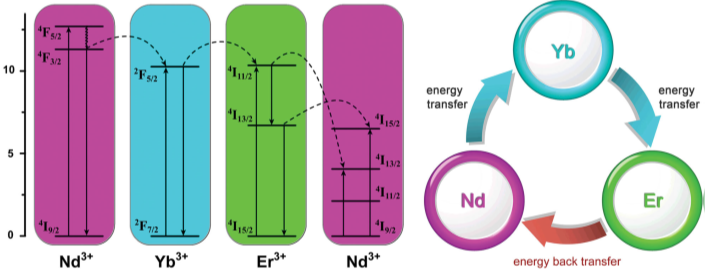 10
5
0
⁴F₅/₂
⁴F₃/₂
⁴I₉/₂
Nd³⁺
²F₅/₂
²F₇/₂
Yb³⁺
⁴I₁₁/₂
⁴I₁₃/₂
⁴I₁₅/₂
Er³⁺
⁴I₁₅/₂
⁴I₁₃/₂
⁴I₁₁/₂
⁴I₉/₂
Nd³⁺
Yb
energy
transfer
energy
transfer
Nd
Er
energy back transfer